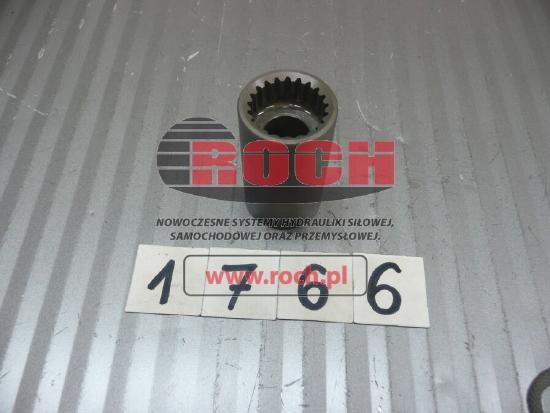 ROCH
NOWOCZESNE SYSTEMY HYDRAULIKI SIŁOWEJ,
SAMOCHODOWEJ ORAZ PRZEMYSŁOWEJ.
www.roch.pl
1 7 6 6